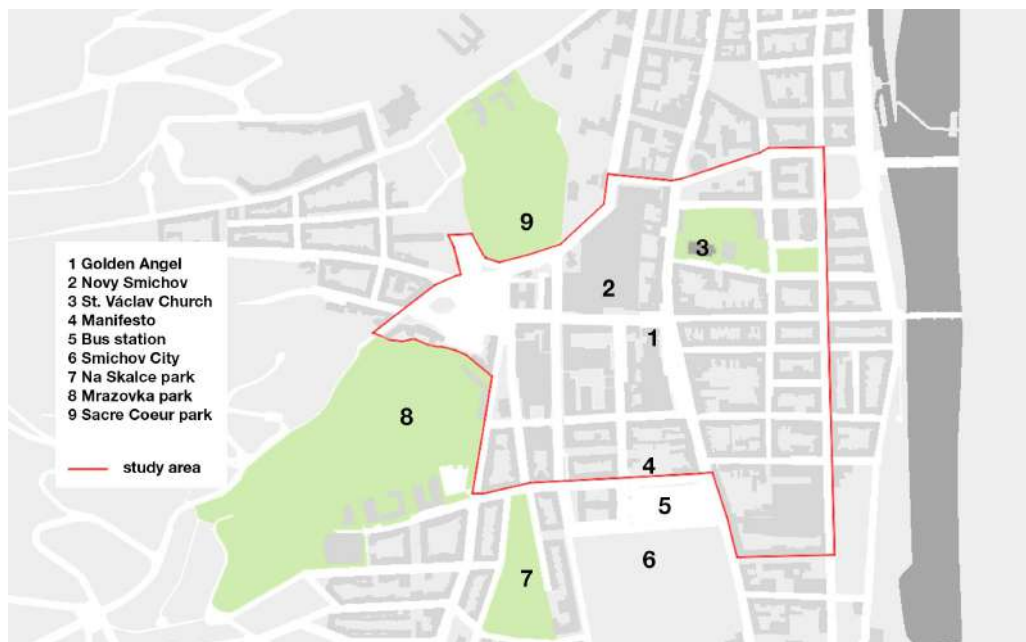 1 Golden Angel
2 Novy Smichov
3 St. Václav Church
4 Manifesto
5 Bus station
6 Smichov City
7 Na Skalce park
8 Mrazovka park
9 Sacre Coeur park
study area
9
3
2
1
8
4
5
6
7